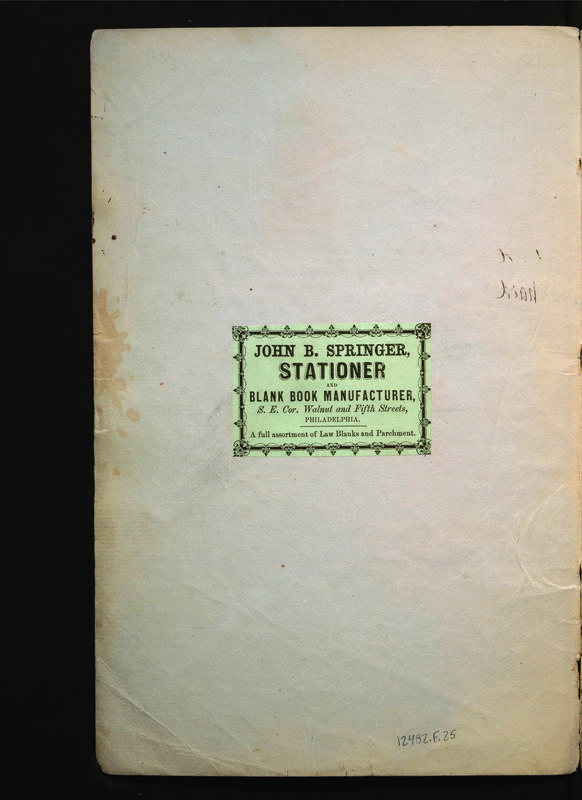 JOHN B. SPRINGER,
STATIONER
AND
BLANK BOOK MANUFACTURER,
S. E. Cor. Walnut and Fifth Streets,
PHILADELPHIA.
A full assortment of Law Blanks and Parchment.
12482.F.25